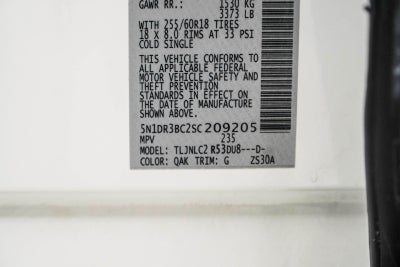 GAWR RR.: 1530 KG
3373 LB
WITH 255/60R18 TIRES
18 x 8.0 RIMS AT 33 PSI
COLD SINGLE
THIS VEHICLE CONFORMS TO
ALL APPLICABLE FEDERAL
MOTOR VEHICLE SAFETY
AND THEFT PREVENTION
STANDARDS IN EFFECT ON
THE DATE OF MANUFACTURE
SHOWN ABOVE.
5N1DR3BC2SC209205
MPV 235
MODEL: TLJNLC2 R53DU8---D-
COLOR: QAK TRIM: G ZS30A